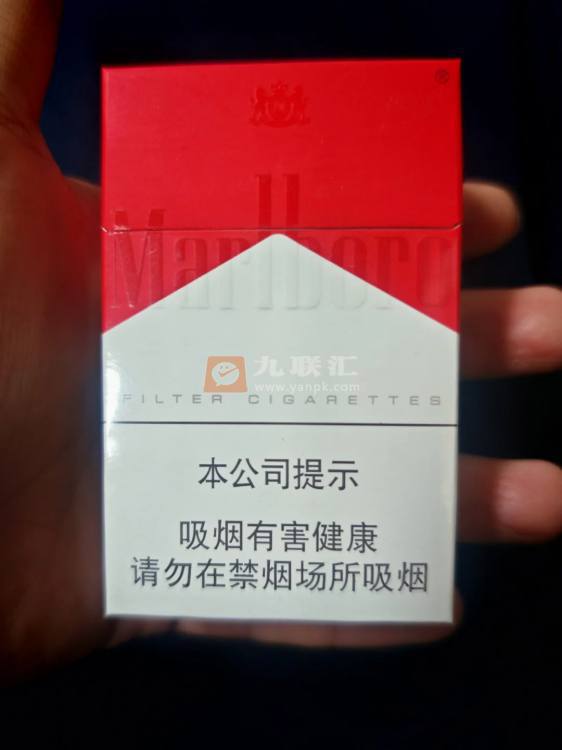 ®
Marlboro
九联汇
www.yanpk.com
FILTER CIGARETTES
本公司提示
吸烟有害健康
请勿在禁烟场所吸烟